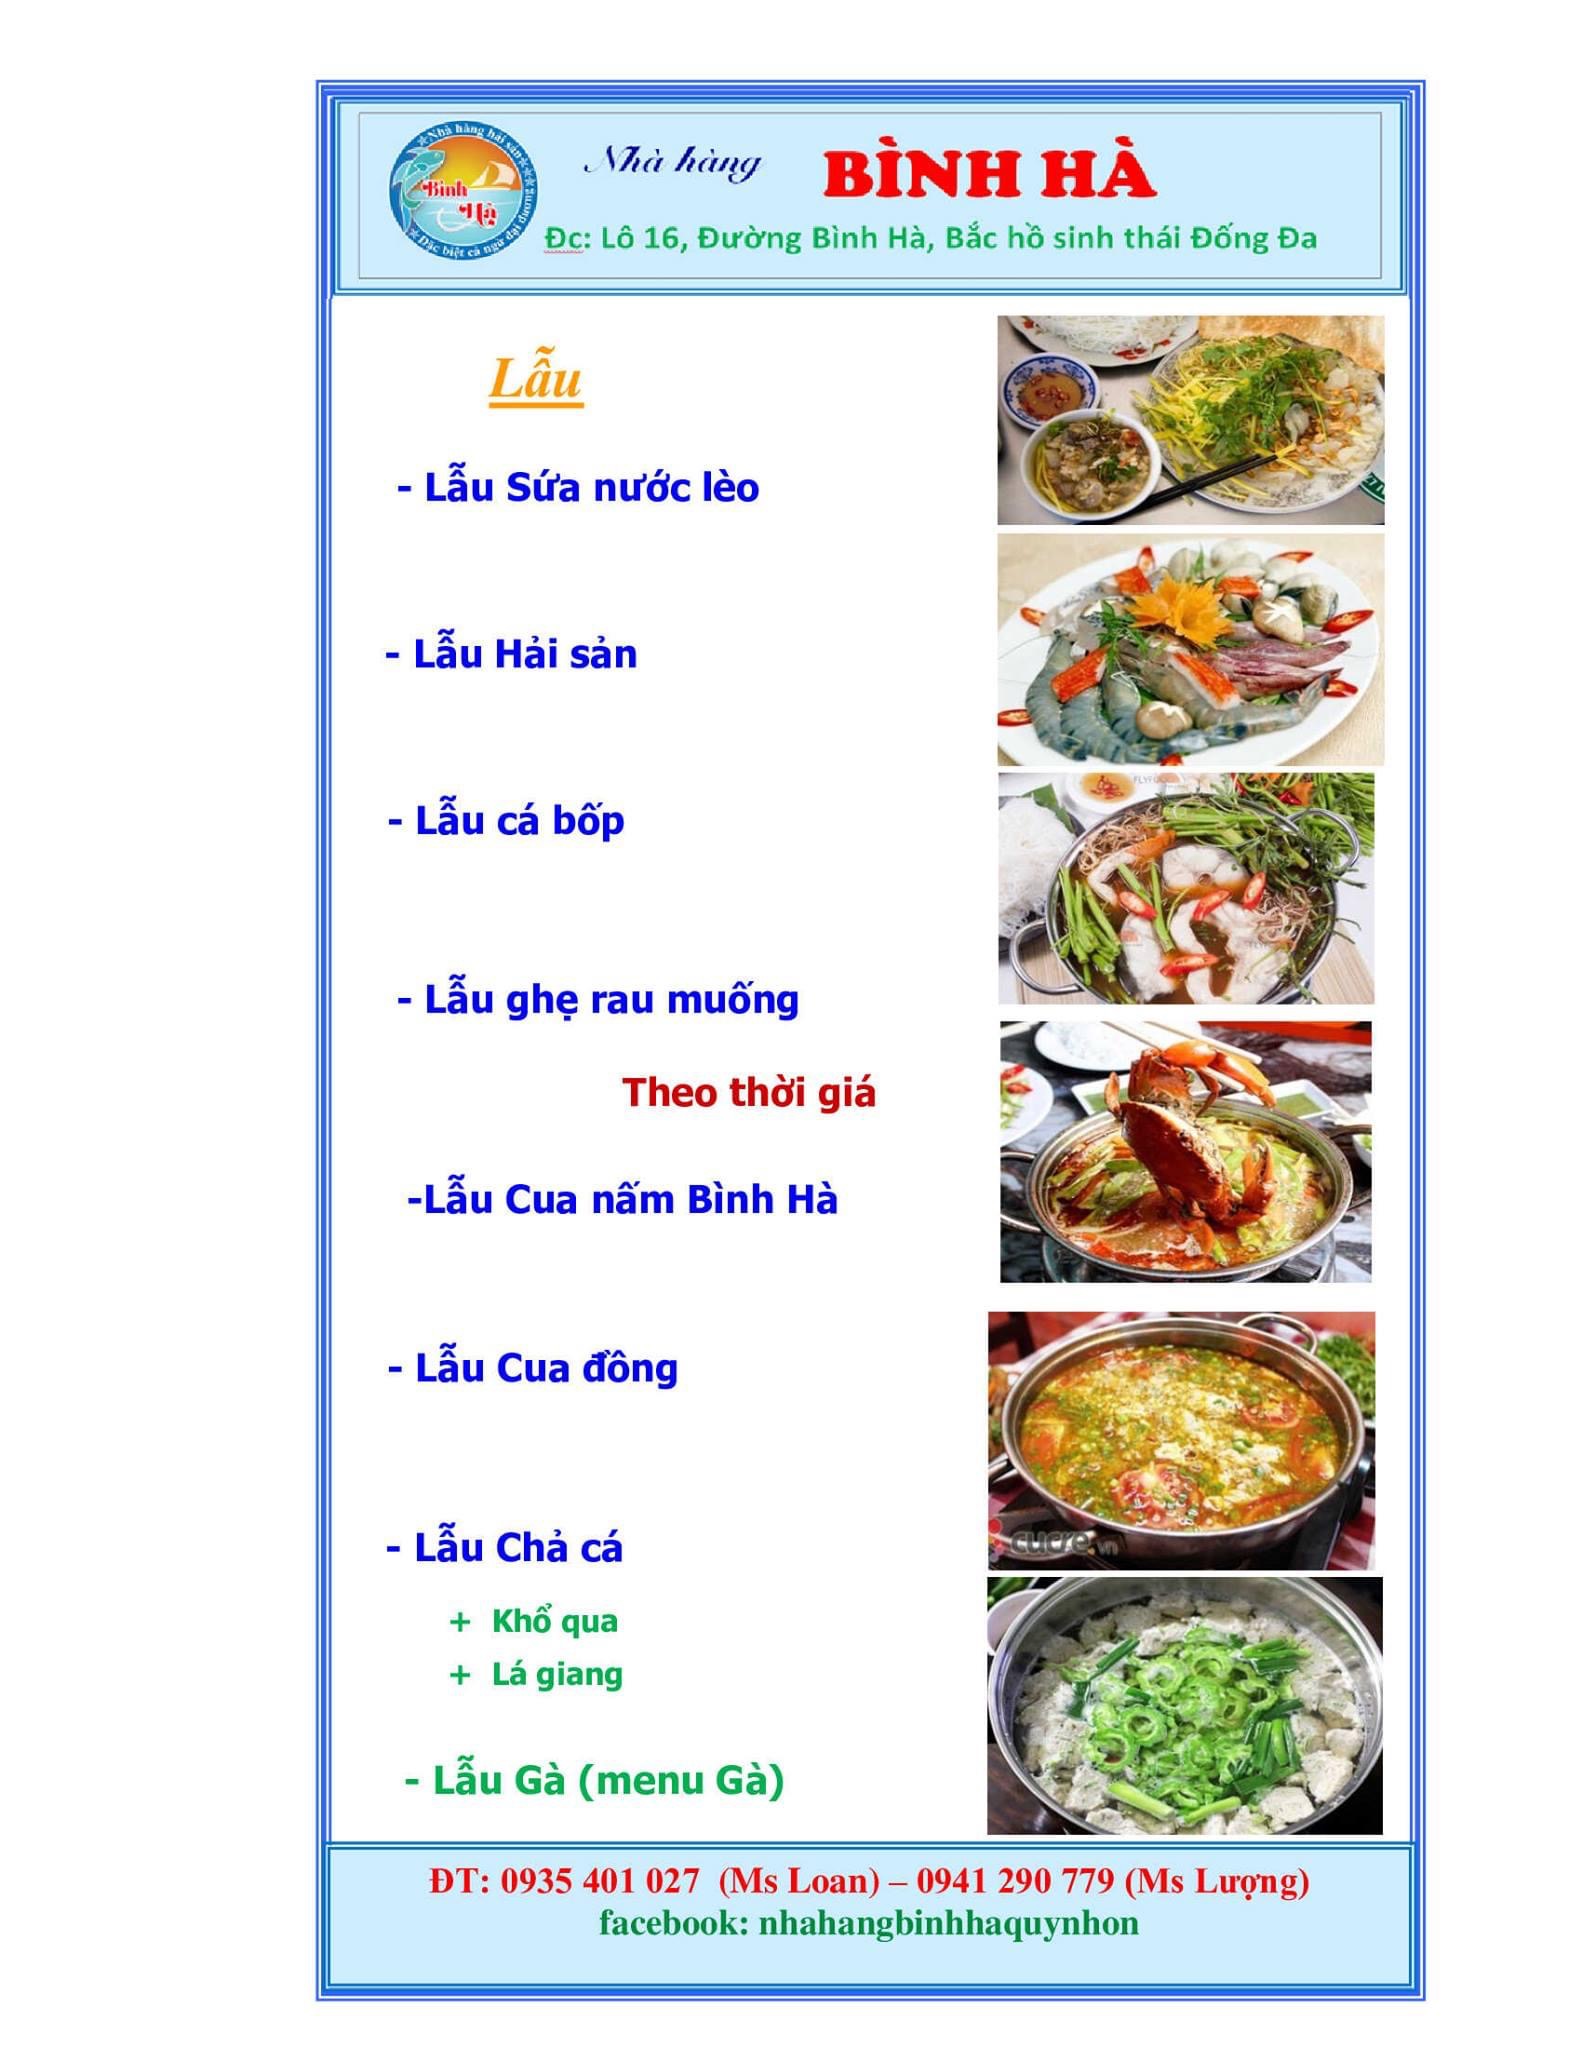 Nhà hàng hải sản
Bình
Hà
Đặc biệt cá ngừ đại dương
Nhà hàng BÌNH HÀ
Đc: Lô 16, Đường Bình Hà, Bắc hồ sinh thái Đống Đa
Lẫu
- Lẫu Sứa nước lèo
- Lẫu Hải sản
- Lẫu cá bốp
- Lẫu ghẹ rau muống
Theo thời giá
-Lẫu Cua nấm Bình Hà
- Lẫu Cua đồng
cucre.vn
- Lẫu Chả cá
+ Khổ qua
+ Lá giang
- Lẫu Gà (menu Gà)
ĐT: 0935 401 027 (Ms Loan) – 0941 290 779 (Ms Lượng)
facebook: nhahangbinhhaquynhon